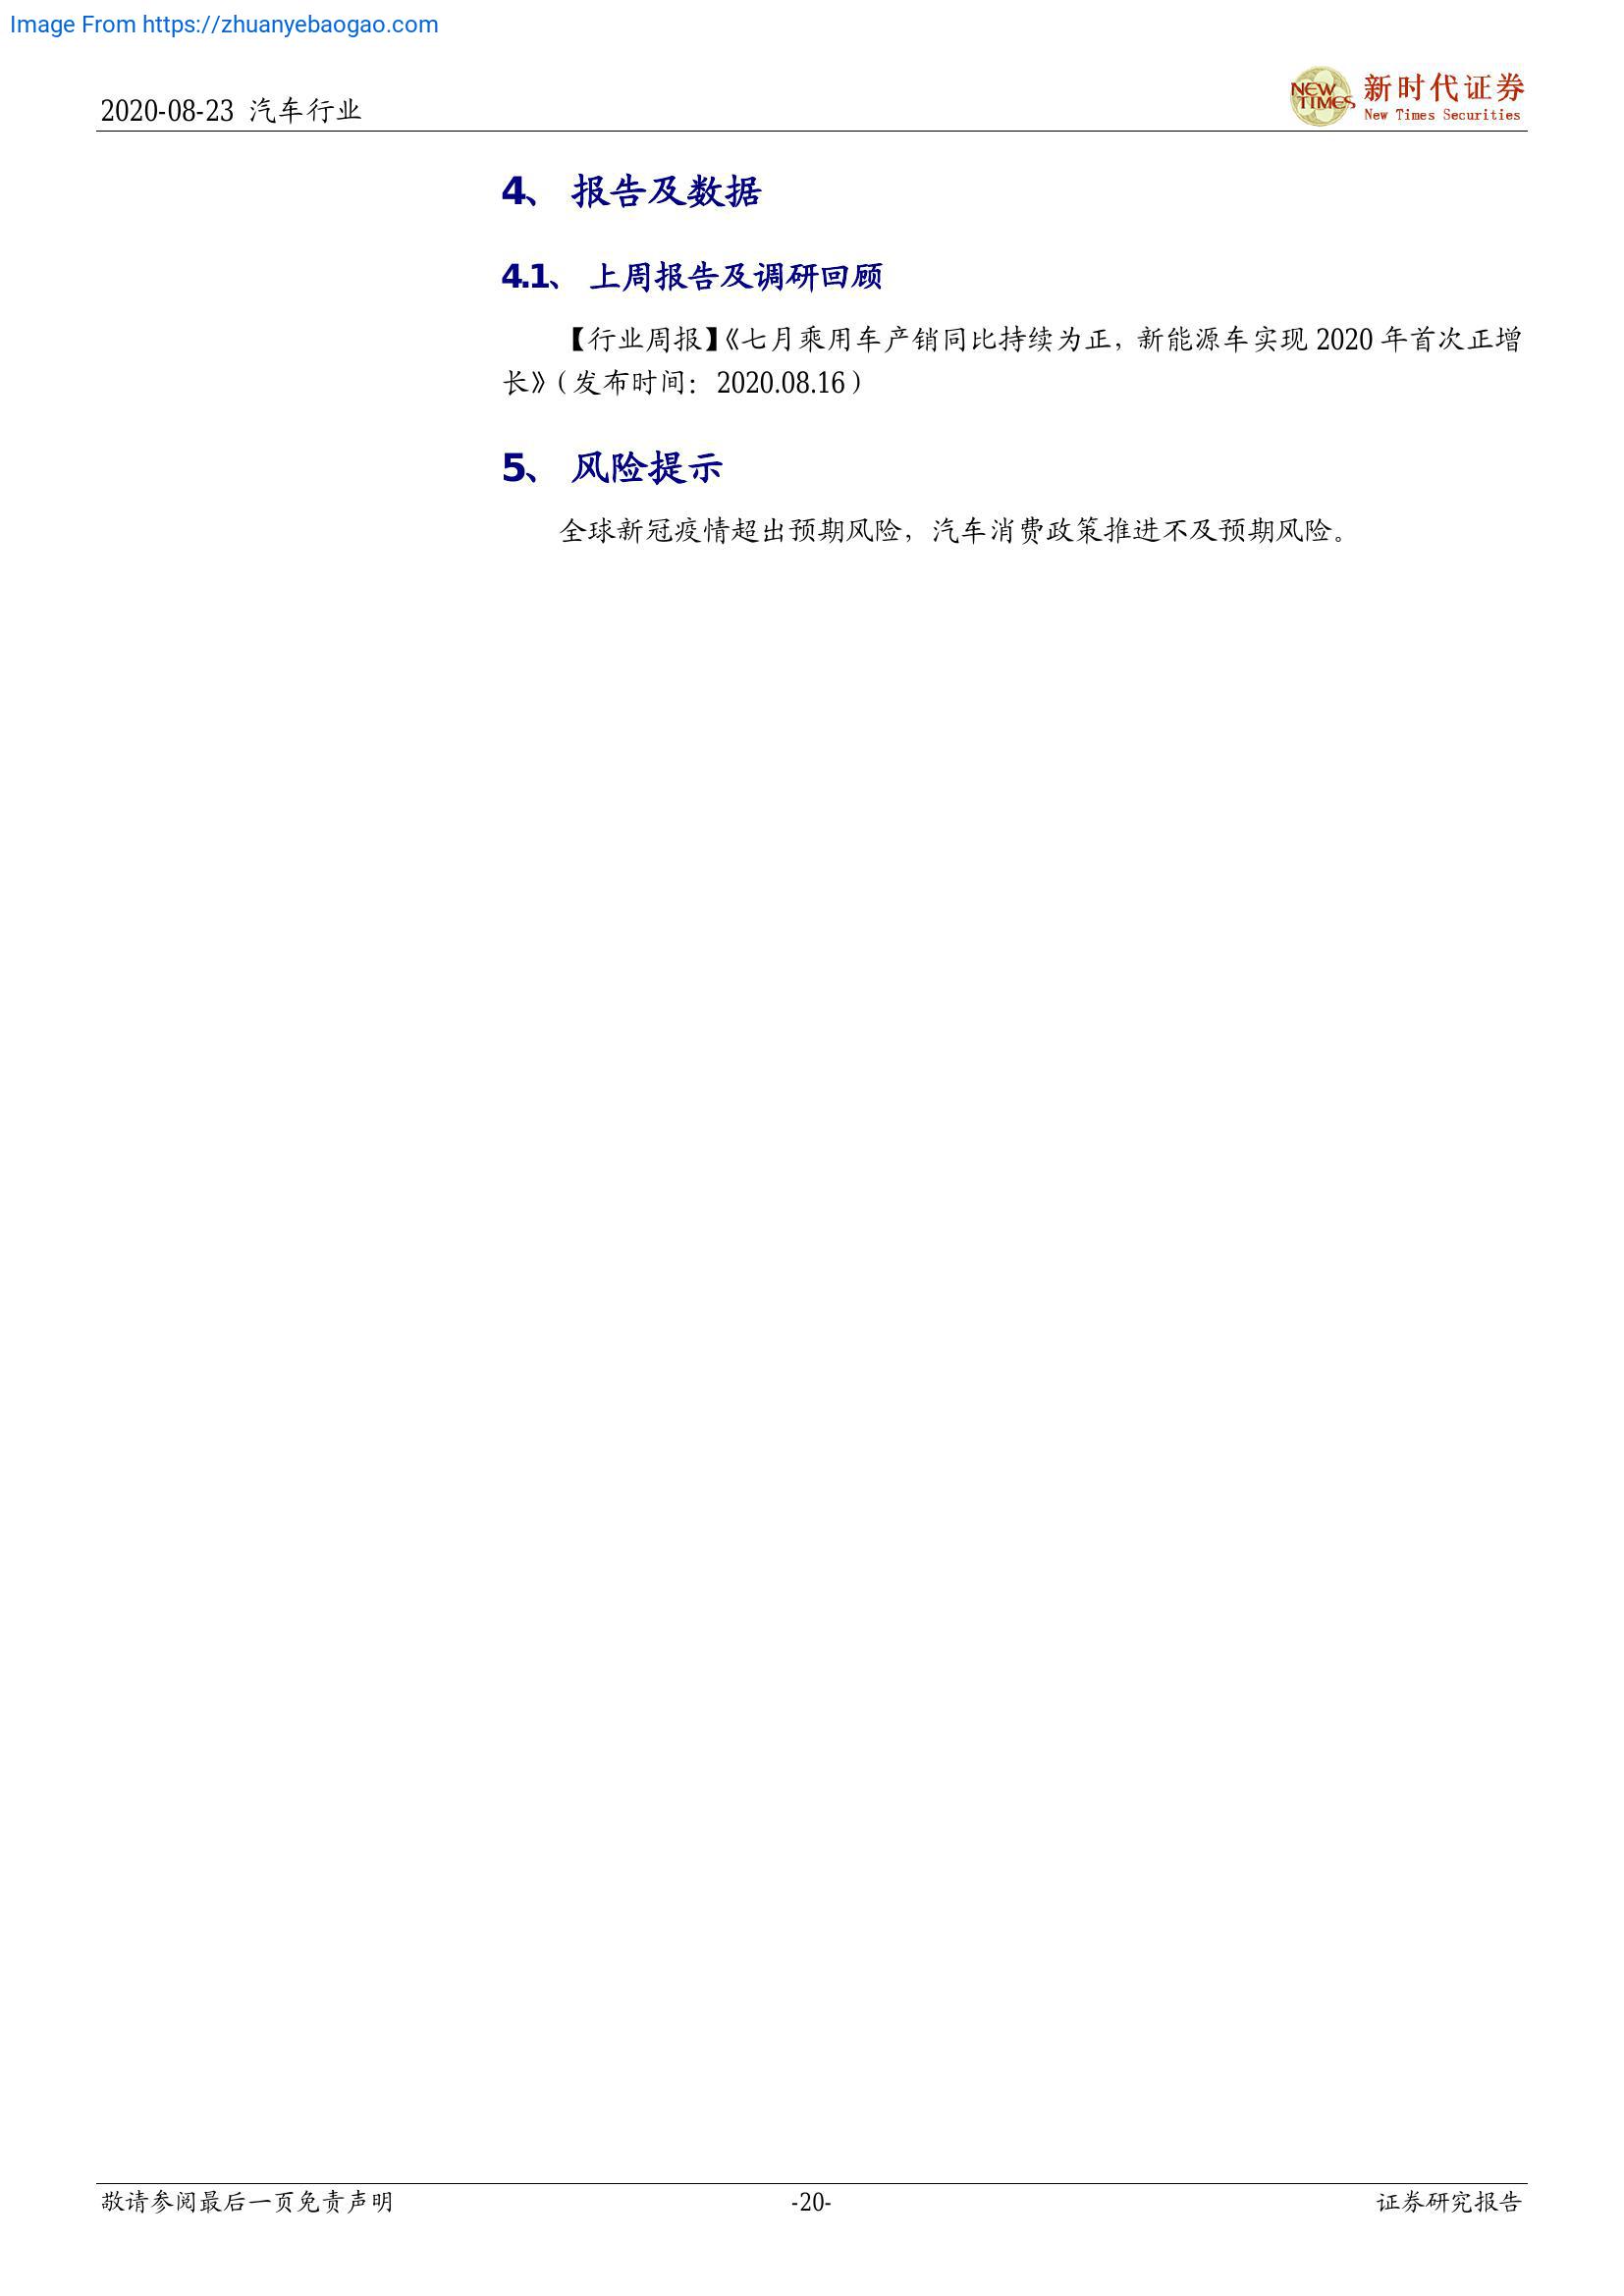 Image From https://zhuanyebaogao.com
2020-08-23 汽车行业
NEW
TIMES
新时代证券
New Times Securities
4、 报告及数据
4.1、 上周报告及调研回顾
【行业周报】《七月乘用车产销同比持续为正，新能源车实现 2020 年首次正增
长》（发布时间：2020.08.16）
5、 风险提示
全球新冠疫情超出预期风险，汽车消费政策推进不及预期风险。
敬请参阅最后一页免责声明
-20-
证券研究报告